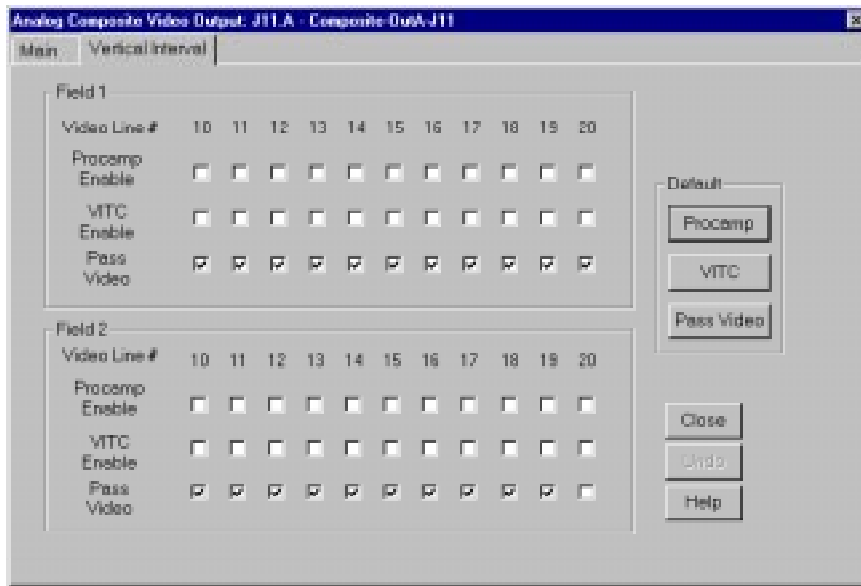 Analog Composite Video Output: J11.A - Composite-OutA-J11
Main Vertical Interval
Field 1
Video Line # 10 11 12 13 14 15 16 17 18 19 20
Procamp
Enable
VITC
Enable
Pass
Video
Default
Procamp
VITC
Pass Video
Field 2
Video Line # 10 11 12 13 14 15 16 17 18 19 20
Procamp
Enable
VITC
Enable
Pass
Video
Close
Undo
Help